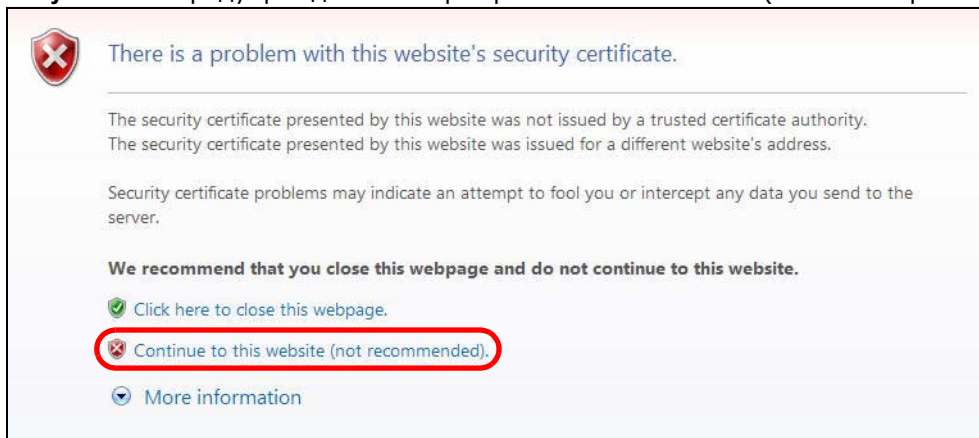 There is a problem with this website's security certificate.
The security certificate presented by this website was not issued by a trusted certificate authority.
The security certificate presented by this website was issued for a different website's address.
Security certificate problems may indicate an attempt to fool you or intercept any data you send to the
server.
We recommend that you close this webpage and do not continue to this website.
Click here to close this webpage.
Continue to this website (not recommended).
More information